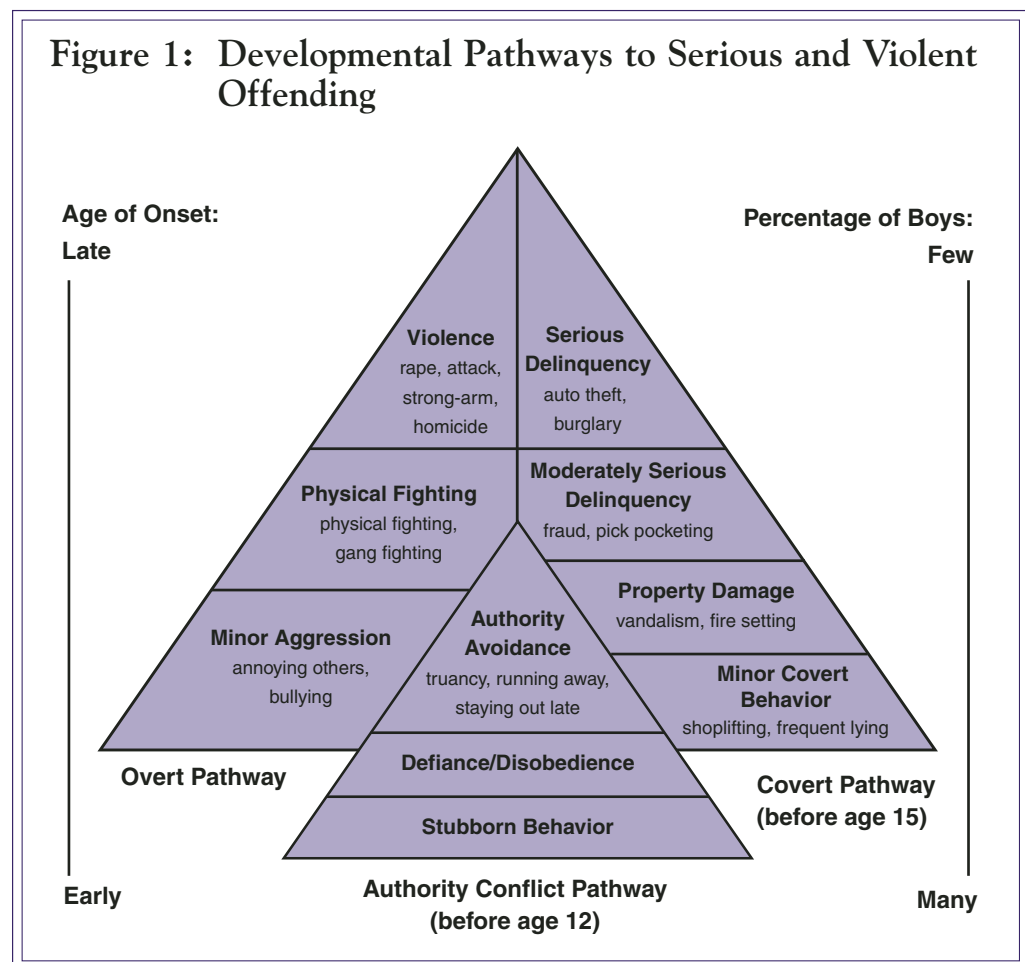 Figure 1: Developmental Pathways to Serious and Violent
Offending
Age of Onset:
Late
Percentage of Boys:
Few
Violence
rape, attack,
strong-arm,
homicide
Serious
Delinquency
auto theft,
burglary
Physical Fighting
physical fighting,
gang fighting
Moderately Serious
Delinquency
fraud, pick pocketing
Minor Aggression
annoying others,
bullying
Authority
Avoidance
truancy, running away,
staying out late
Property Damage
vandalism, fire setting
Minor Covert
Behavior
shoplifting, frequent lying
Defiance/Disobedience
Stubborn Behavior
Overt Pathway
Covert Pathway
(before age 15)
Authority Conflict Pathway
(before age 12)
Early
Many